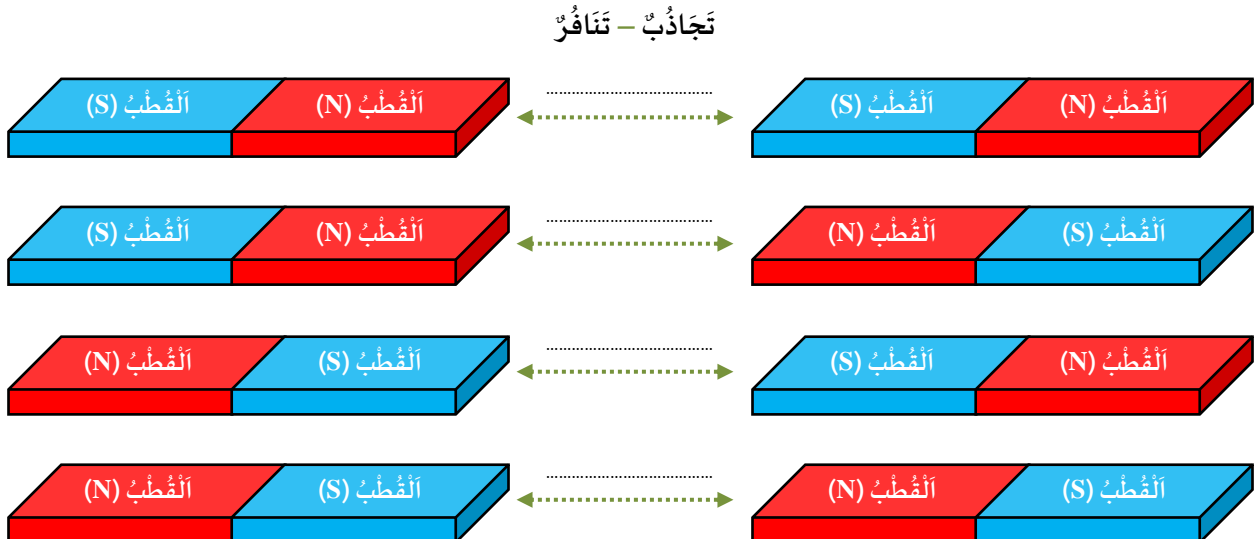 تَجَاذُبٌ – تَنَافُرٌ
اَلْقُطْبُ (S) اَلْقُطْبُ (N) .................................... اَلْقُطْبُ (S) اَلْقُطْبُ (N)
اَلْقُطْبُ (S) اَلْقُطْبُ (N) .................................... اَلْقُطْبُ (N) اَلْقُطْبُ (S)
اَلْقُطْبُ (N) اَلْقُطْبُ (S) .................................... اَلْقُطْبُ (S) اَلْقُطْبُ (N)
اَلْقُطْبُ (N) اَلْقُطْبُ (S) .................................... اَلْقُطْبُ (N) اَلْقُطْبُ (S)